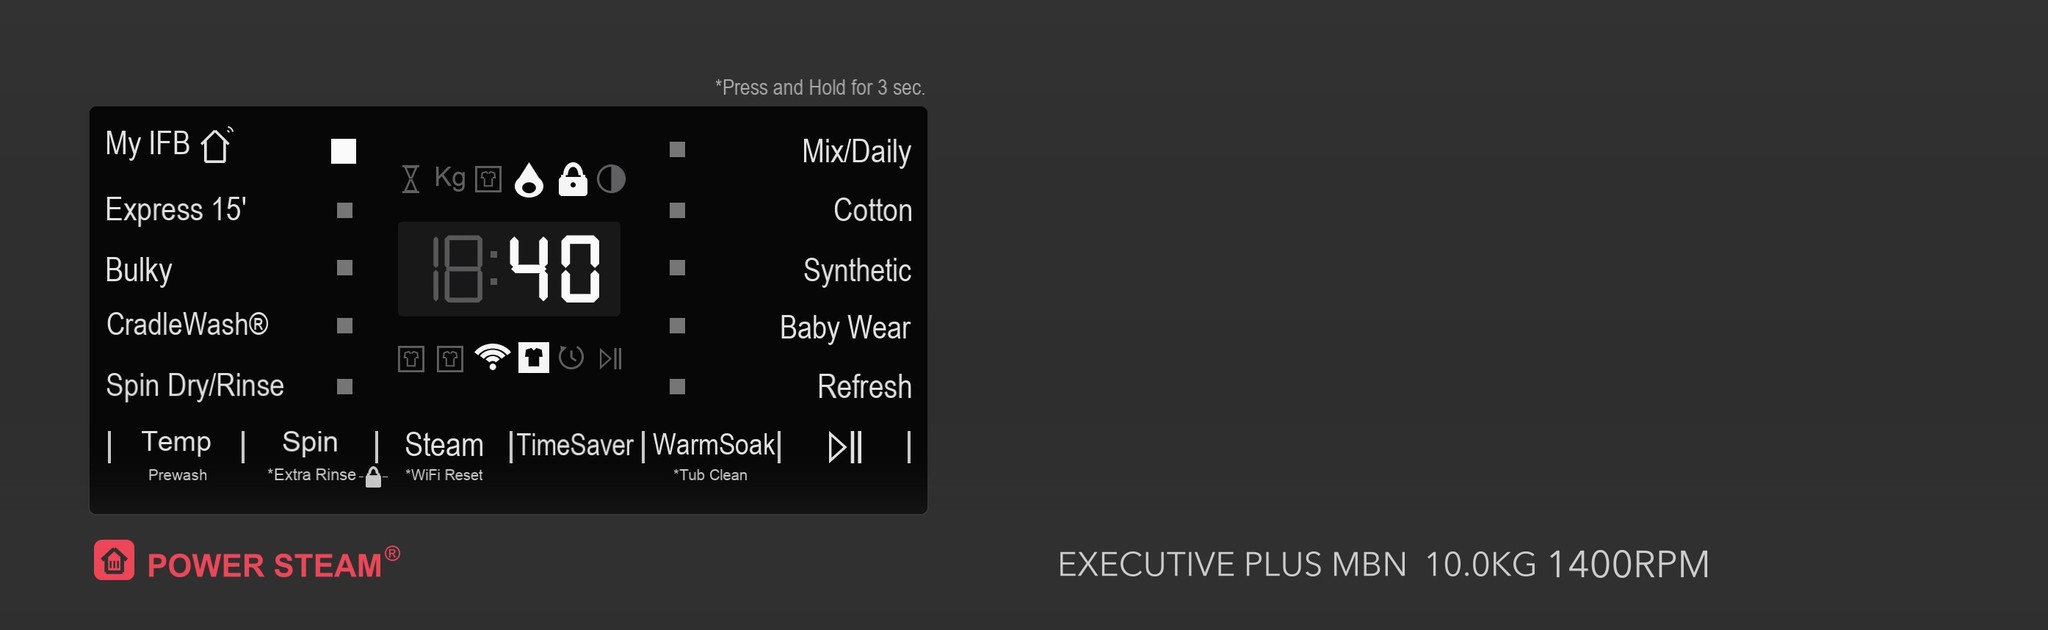 *Press and Hold for 3 sec.
My IFB
Express 15'
Bulky
CradleWash®
Spin Dry/Rinse
Kg
18:40
Mix/Daily
Cotton
Synthetic
Baby Wear
Refresh
Temp
Prewash
Spin
*Extra Rinse
Steam
*WiFi Reset
TimeSaver
WarmSoak
*Tub Clean
POWER STEAM®
EXECUTIVE PLUS MBN 10.0KG 1400RPM